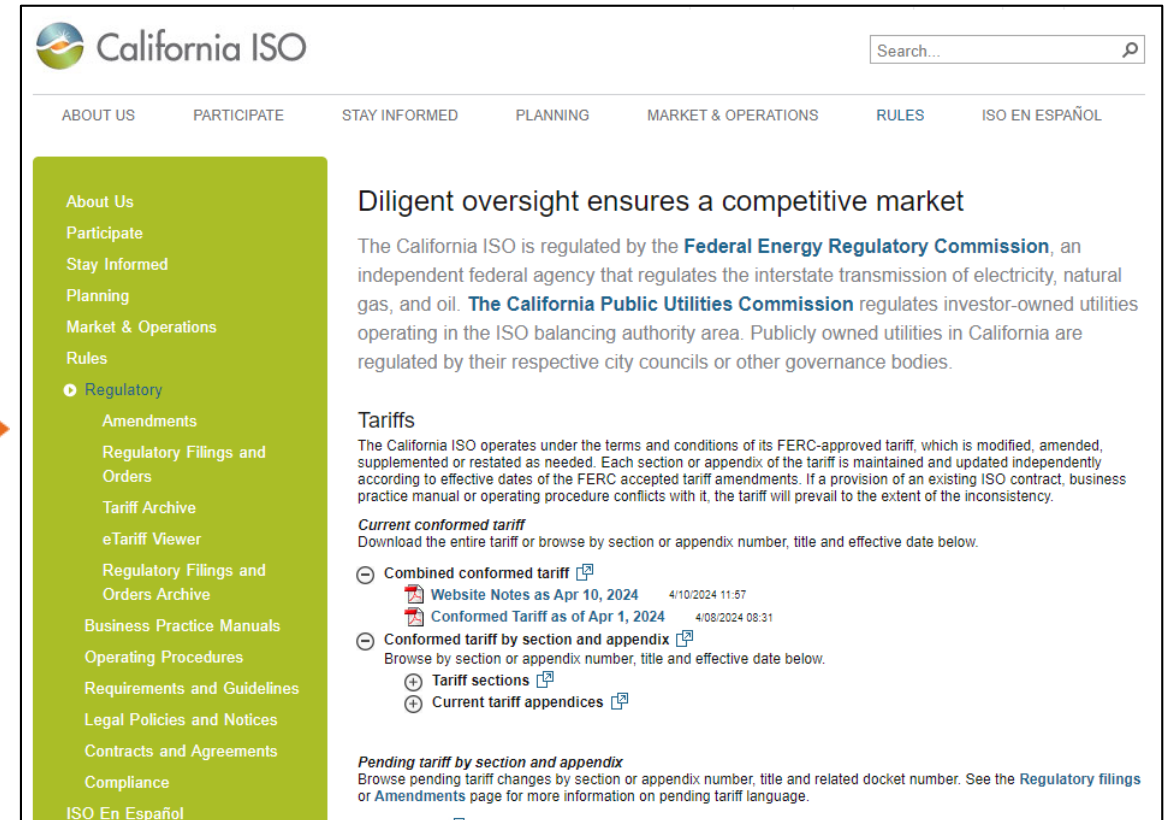 California ISO
Search...
ABOUT US PARTICIPATE STAY INFORMED PLANNING MARKET & OPERATIONS RULES ISO EN ESPAÑOL
About Us
Participate
Stay Informed
Planning
Market & Operations
Rules
Regulatory
Amendments
Regulatory Filings and
Orders
Tariff Archive
eTariff Viewer
Regulatory Filings and
Orders Archive
Business Practice Manuals
Operating Procedures
Requirements and Guidelines
Legal Policies and Notices
Contracts and Agreements
Compliance
ISO En Español
Diligent oversight ensures a competitive market
The California ISO is regulated by the Federal Energy Regulatory Commission, an
independent federal agency that regulates the interstate transmission of electricity, natural
gas, and oil. The California Public Utilities Commission regulates investor-owned utilities
operating in the ISO balancing authority area. Publicly owned utilities in California are
regulated by their respective city councils or other governance bodies.
Tariffs
The California ISO operates under the terms and conditions of its FERC-approved tariff, which is modified, amended,
supplemented or restated as needed. Each section or appendix of the tariff is maintained and updated independently
according to effective dates of the FERC accepted tariff amendments. If a provision of an existing ISO contract, business
practice manual or operating procedure conflicts with it, the tariff will prevail to the extent of the inconsistency.
Current conformed tariff
Download the entire tariff or browse by section or appendix number, title and effective date below.
Combined conformed tariff
Website Notes as Apr 10, 2024 4/10/2024 11:57
Conformed Tariff as of Apr 1, 2024 4/08/2024 08:31
Conformed tariff by section and appendix
Browse by section or appendix number, title and effective date below.
Tariff sections
Current tariff appendices
Pending tariff by section and appendix
Browse pending tariff changes by section or appendix number, title and related docket number. See the Regulatory filings
or Amendments page for more information on pending tariff language.